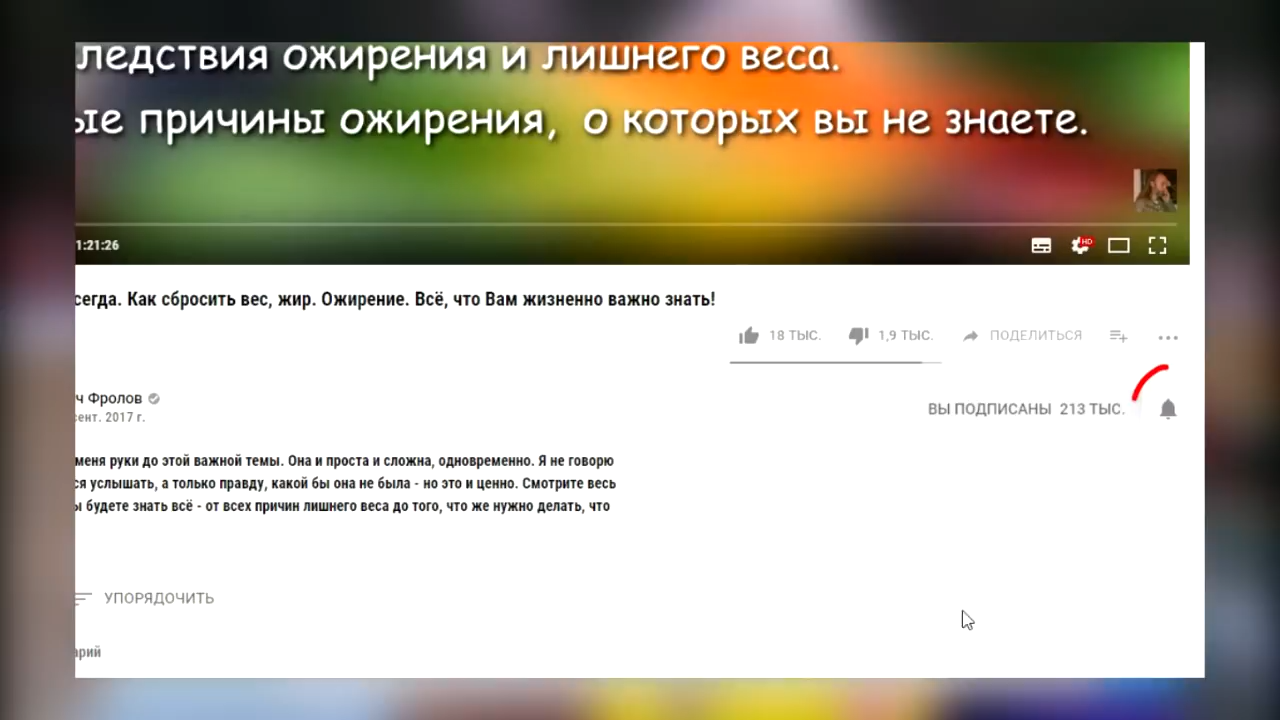 ледствия ожирения и лишнего веса.
ые причины ожирения, о которых вы не знаете.
1:21:26
HD
сегда. Как сбросить вес, жир. Ожирение. Всё, что Вам жизненно важно знать!
18 ТЫС. 1,9 ТЫС. ПОДЕЛИТЬСЯ
ч Фролов
сент. 2017 г.
ВЫ ПОДПИСАНЫ 213 ТЫС.
меня руки до этой важной темы. Она и проста и сложна, одновременно. Я не говорю
ся услышать, а только правду, какой бы она не была - но это и ценно. Смотрите весь
ы будете знать всё - от всех причин лишнего веса до того, что же нужно делать, что
УПОРЯДОЧИТЬ
арий